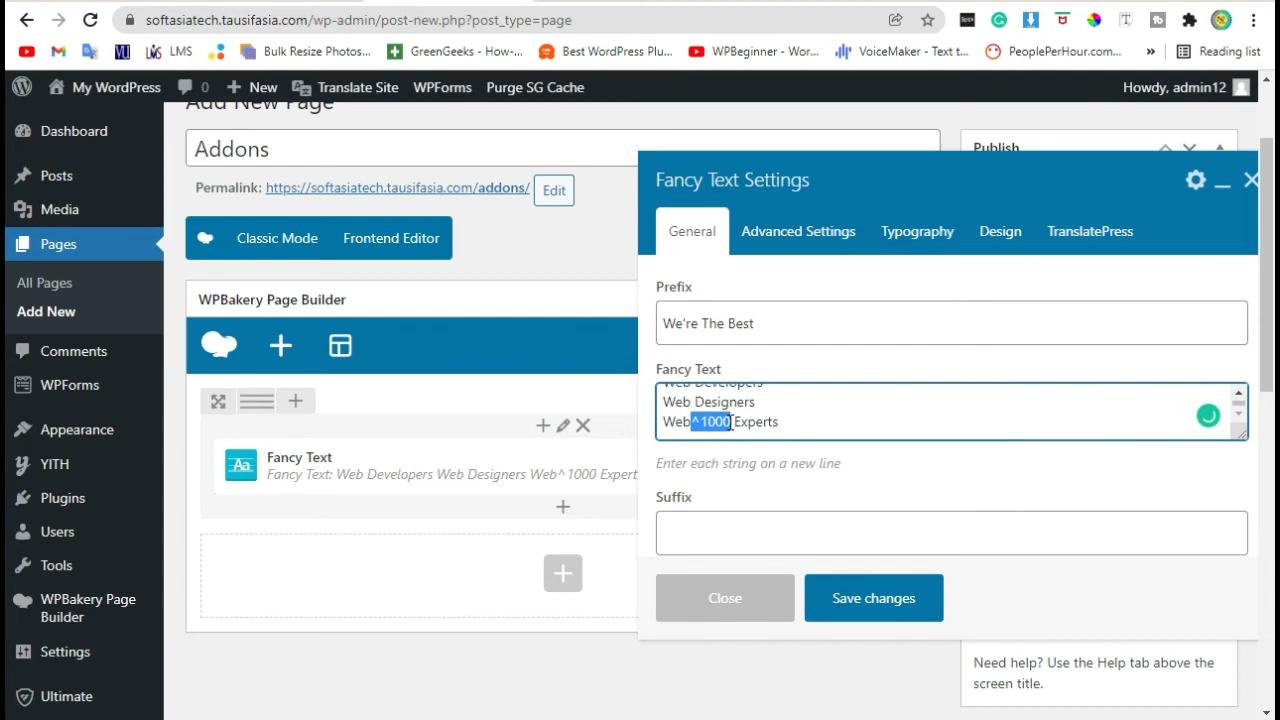 softasiatech.tausifasia.com/wp-admin/post-new.php?post_type=page
LMS
Bulk Resize Photos...
GreenGeeks - How-...
Best WordPress Plu...
WPBeginner - Wor...
VoiceMaker - Text t...
PeoplePerHour.com...
»
Reading list
My WordPress
0
New
Translate Site
WPForms
Purge SG Cache
Howdy, admin12
Add New Page
Dashboard
Posts
Media
Pages
All Pages
Add New
Comments
WPForms
Appearance
YITH
Plugins
Users
Tools
WPBakery Page
Builder
Settings
Ultimate
Addons
Permalink: https://softasiatech.tausifasia.com/addons/ Edit
Classic Mode
Frontend Editor
WPBakery Page Builder
Aa
Fancy Text
Fancy Text: Web Developers Web Designers Web^1000 Expert
Publish
Fancy Text Settings
General
Advanced Settings
Typography
Design
TranslatePress
Prefix
We're The Best
Fancy Text
Web Developers
Web Designers
Web^1000 Experts
Enter each string on a new line
Suffix
Close
Save changes
Need help? Use the Help tab above the
screen title.